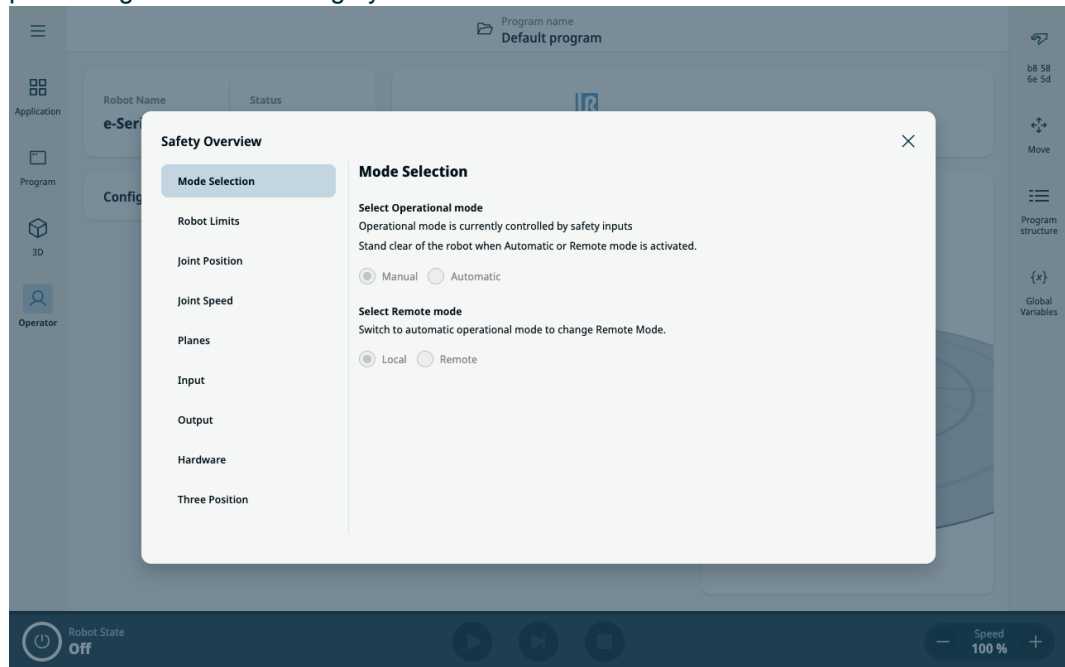 Program name
Default program
b8 58
6e 5d
Application
Robot Name
Status
e-Seri
Safety Overview
Mode Selection
Robot Limits
Joint Position
Joint Speed
Planes
Input
Output
Hardware
Three Position
Mode Selection
Select Operational mode
Operational mode is currently controlled by safety inputs
Stand clear of the robot when Automatic or Remote mode is activated.
Manual
Automatic
Select Remote mode
Switch to automatic operational mode to change Remote Mode.
Local
Remote
Move
Program
Config
Program
structure
3D
{x}
Global
Variables
Operator
Robot State
Off
Speed
100 %